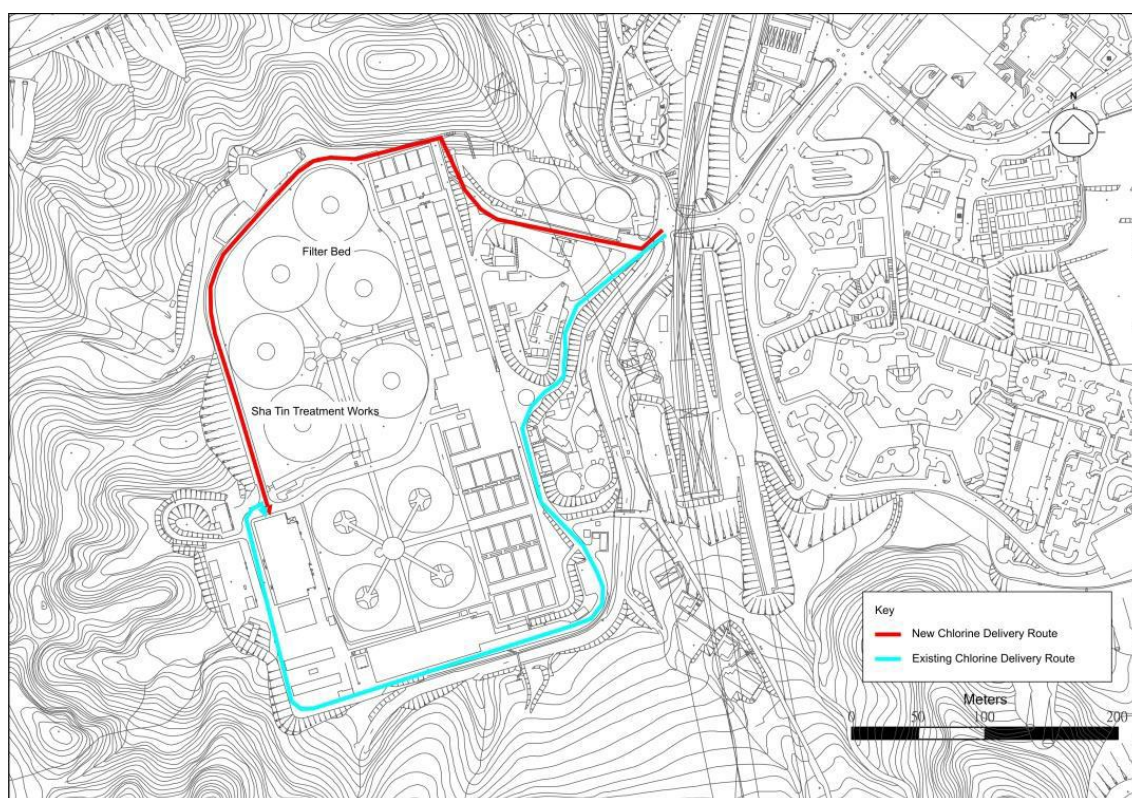 N
Filter Bed
Sha Tin Treatment Works
Key
New Chlorine Delivery Route
Existing Chlorine Delivery Route
Meters
0 50 100 200